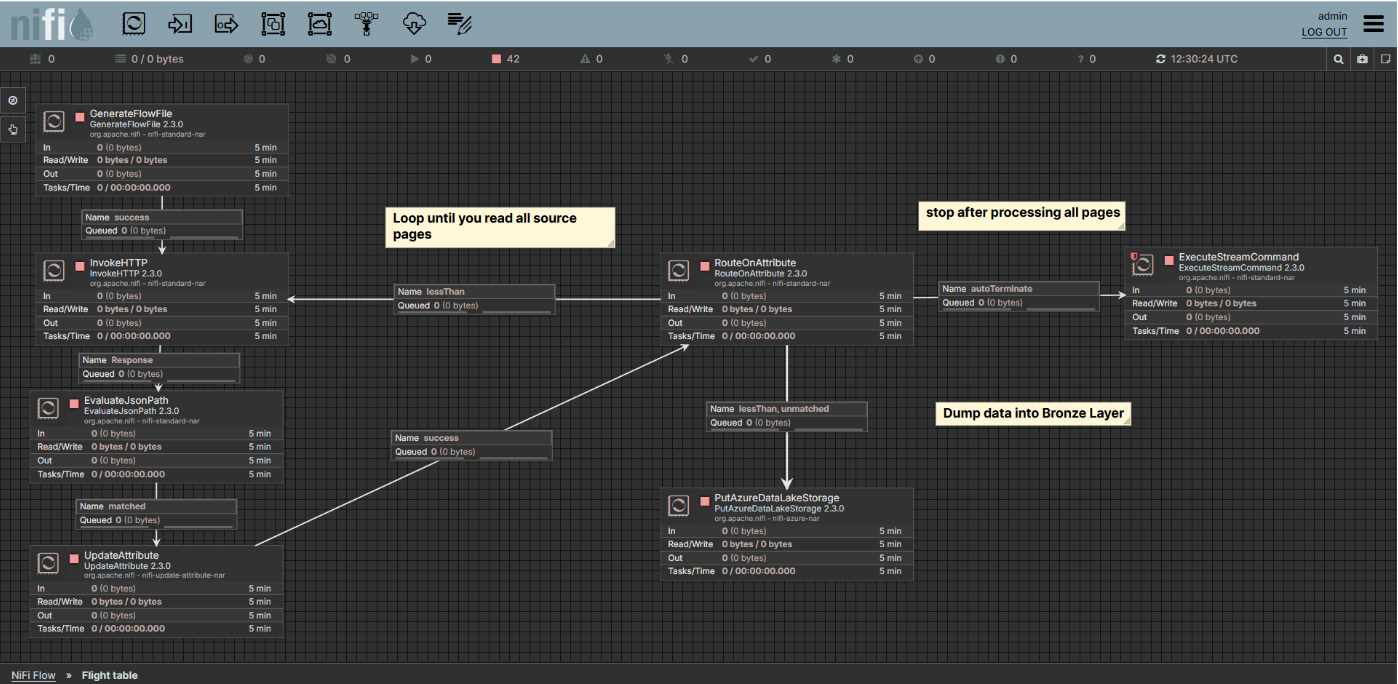 nifi
admin
LOG OUT
0 0 / 0 bytes 0 0 0 42 0 0 0 0 0 0 0 12:30:24 UTC
GenerateFlowFile
GenerateFlowFile 2.3.0
org.apache.nifi - nifi-standard-nar
In 0 (0 bytes) 5 min
Read/Write 0 bytes / 0 bytes 5 min
Out 0 (0 bytes) 5 min
Tasks/Time 0 / 00:00:00.000 5 min
Name success
Queued 0 (0 bytes)
Loop until you read all source
pages
stop after processing all pages
InvokeHTTP
InvokeHTTP 2.3.0
org.apache.nifi - nifi-standard-nar
In 0 (0 bytes) 5 min
Read/Write 0 bytes / 0 bytes 5 min
Out 0 (0 bytes) 5 min
Tasks/Time 0 / 00:00:00.000 5 min
Name lessThan
Queued 0 (0 bytes)
RouteOnAttribute
RouteOnAttribute 2.3.0
org.apache.nifi - nifi-standard-nar
In 0 (0 bytes) 5 min
Read/Write 0 bytes / 0 bytes 5 min
Out 0 (0 bytes) 5 min
Tasks/Time 0 / 00:00:00.000 5 min
Name autoTerminate
Queued 0 (0 bytes)
ExecuteStreamCommand
ExecuteStreamCommand 2.3.0
org.apache.nifi - nifi-standard-nar
In 0 (0 bytes) 5 min
Read/Write 0 bytes / 0 bytes 5 min
Out 0 (0 bytes) 5 min
Tasks/Time 0 / 00:00:00.000 5 min
Name Response
Queued 0 (0 bytes)
EvaluateJsonPath
EvaluateJsonPath 2.3.0
org.apache.nifi - nifi-standard-nar
In 0 (0 bytes) 5 min
Read/Write 0 bytes / 0 bytes 5 min
Out 0 (0 bytes) 5 min
Tasks/Time 0 / 00:00:00.000 5 min
Name success
Queued 0 (0 bytes)
Name lessThan, unmatched
Queued 0 (0 bytes)
Dump data into Bronze Layer
Name matched
Queued 0 (0 bytes)
UpdateAttribute
UpdateAttribute 2.3.0
org.apache.nifi - nifi-update-attribute-nar
In 0 (0 bytes) 5 min
Read/Write 0 bytes / 0 bytes 5 min
Out 0 (0 bytes) 5 min
Tasks/Time 0 / 00:00:00.000 5 min
PutAzureDataLakeStorage
PutAzureDataLakeStorage 2.3.0
org.apache.nifi - nifi-azure-nar
In 0 (0 bytes) 5 min
Read/Write 0 bytes / 0 bytes 5 min
Out 0 (0 bytes) 5 min
Tasks/Time 0 / 00:00:00.000 5 min
NiFi Flow » Flight table